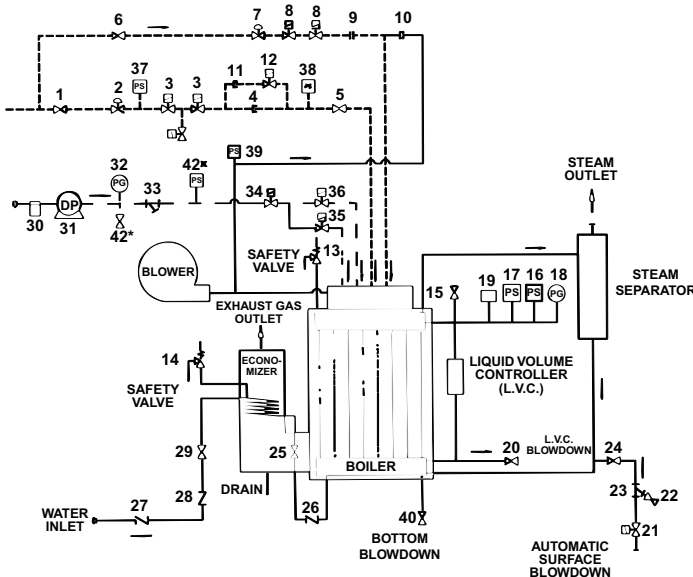 6 7 8 8 9 10
37 11 12 38
1 2 PS 3 3 4 5
PS 39
32 42* 34 36
PG 33 PS
DP 35
30 31 42*
SAFETY
VALVE 13
BLOWER
EXHAUST GAS
OUTLET
STEAM
OUTLET
15 19 17 16 18
PS PS PG
STEAM
SEPARATOR
14
ECONO-
MIZER
SAFETY
VALVE
LIQUID VOLUME
CONTROLLER
(L.V.C.)
29 25 20 L.V.C.
BLOWDOWN 24
BOILER
28 DRAIN
27 26
WATER
INLET
40
BOTTOM
BLOWDOWN
23 22
21
AUTOMATIC
SURFACE
BLOWDOWN